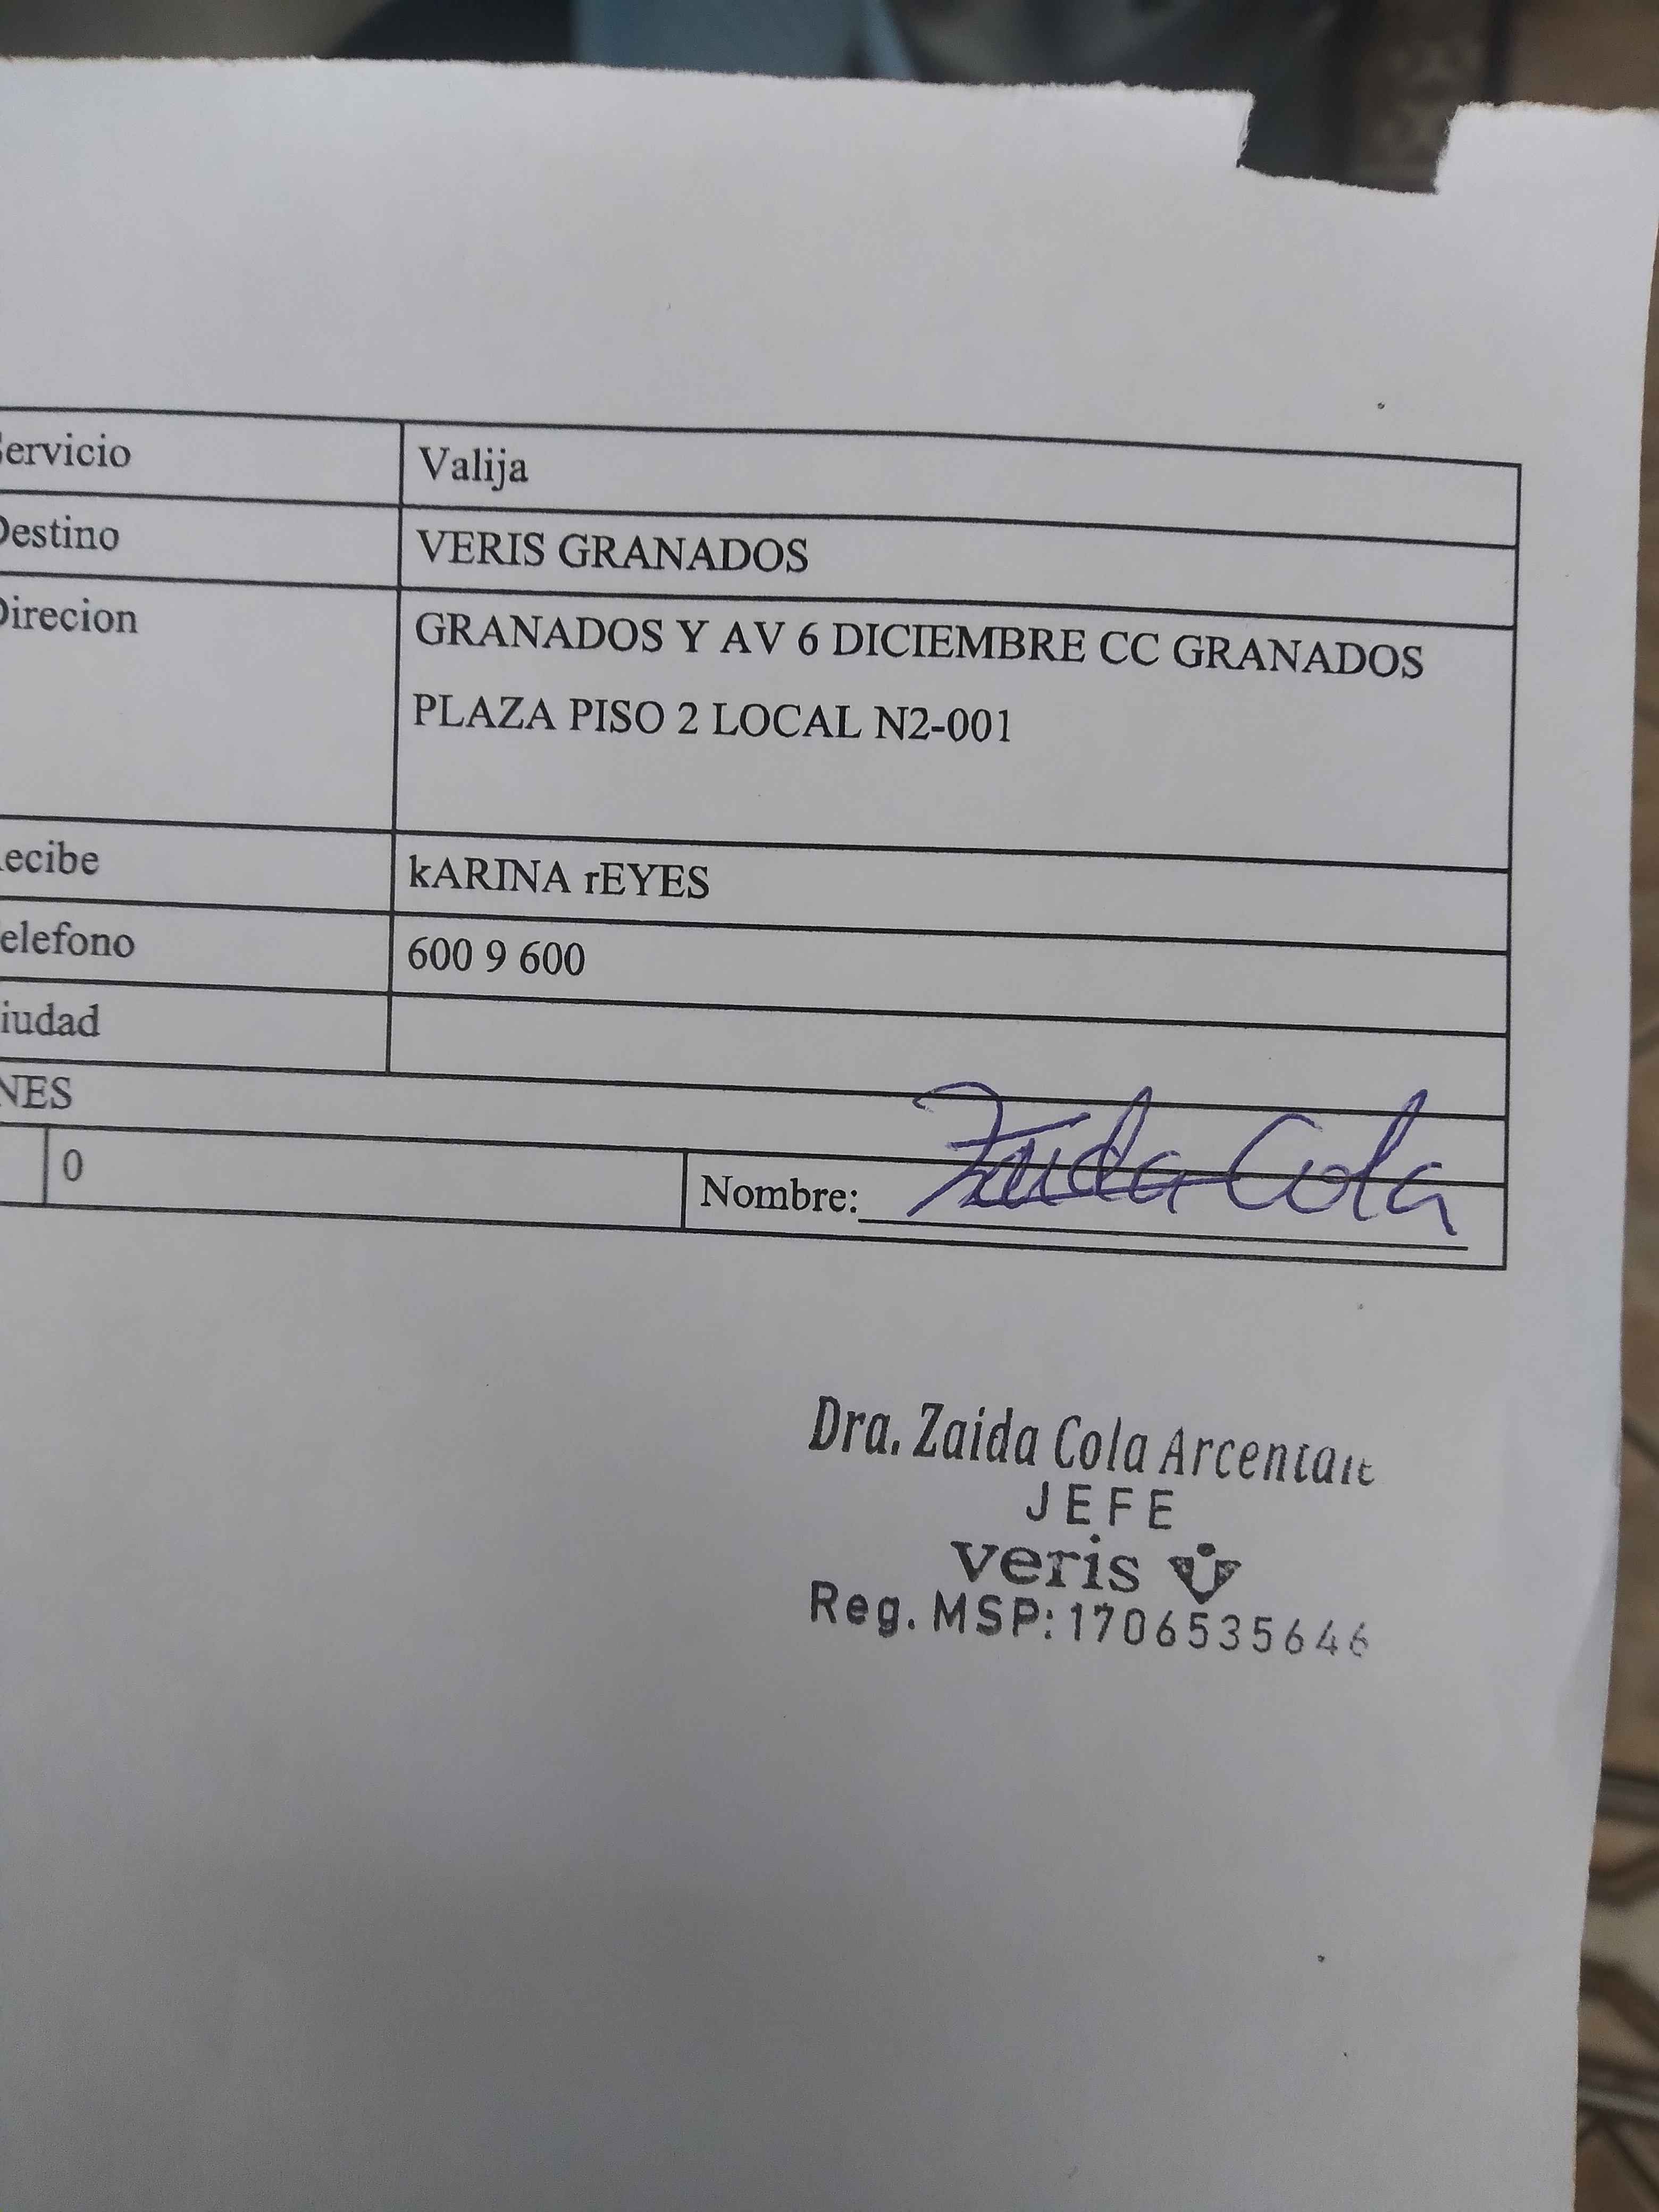 ervicio Valija
Destino VERIS GRANADOS
Direcion GRANADOS Y AV 6 DICIEMBRE CC GRANADOS
PLAZA PISO 2 LOCAL N2-001
ecibe kARINA rEYES
elefono 600 9 600
iudad
NES
0 Nombre: Zaida Cola
Dra. Zaida Cola
JEFE
veris
Reg. MSP: 1706535646